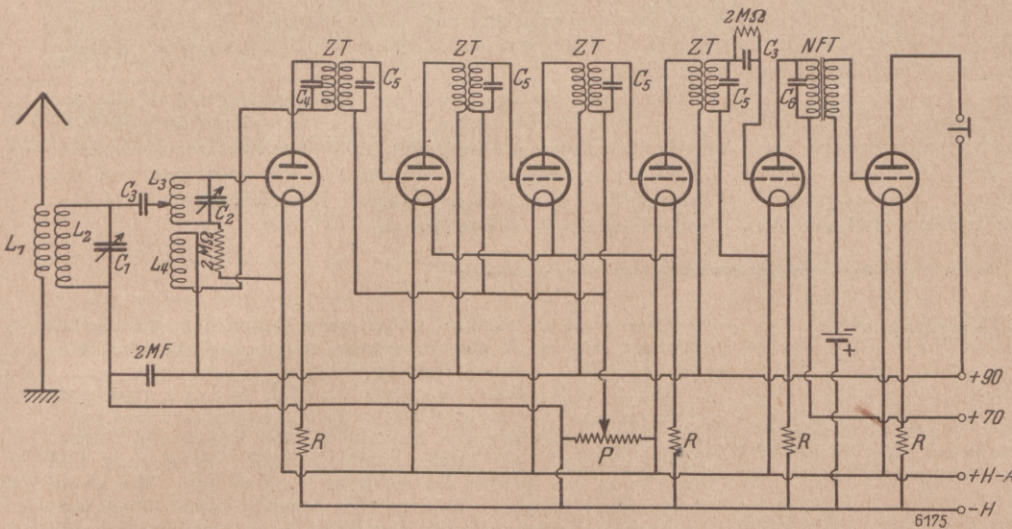 2MΩ
ZT ZT ZT ZT C₃ NFT
C₄ C₅ C₅ C₅ C₅ C₆
L₃
C₃ C₂
L₁ L₂ C₁ L₄ 2MΩ
2MF
+90
+70
R P R R R
+H-A
-H
6175